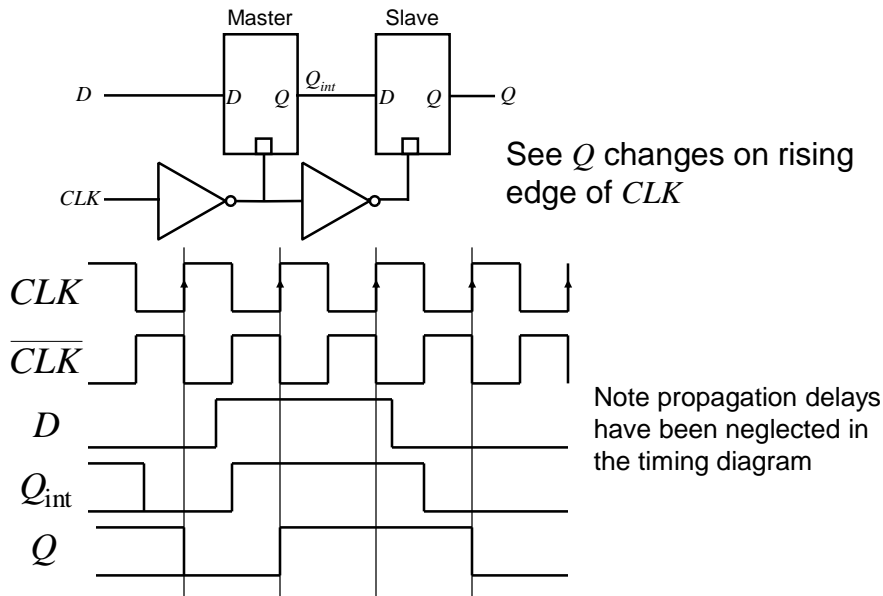 Master Slave
D D Q Q_int D Q Q
CLK
See Q changes on rising
edge of CLK
CLK
\overline{CLK}
D
Note propagation delays
have been neglected in
the timing diagram
Q_int
Q